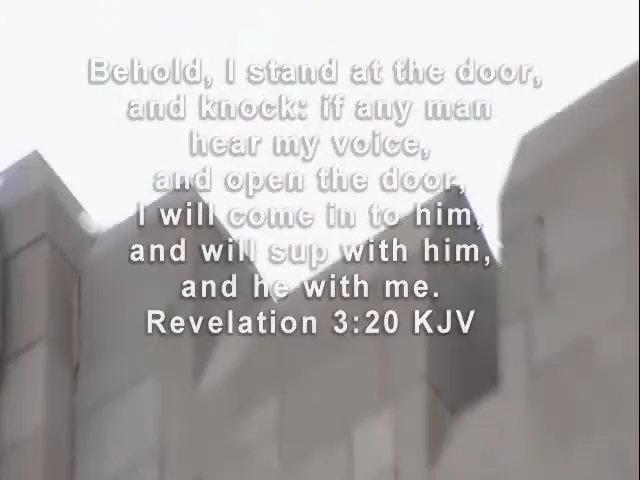 Behold, I stand at the door,
and knock: if any man
hear my voice,
and open the door,
I will come in to him,
and will sup with him,
and he with me.
Revelation 3:20 KJV